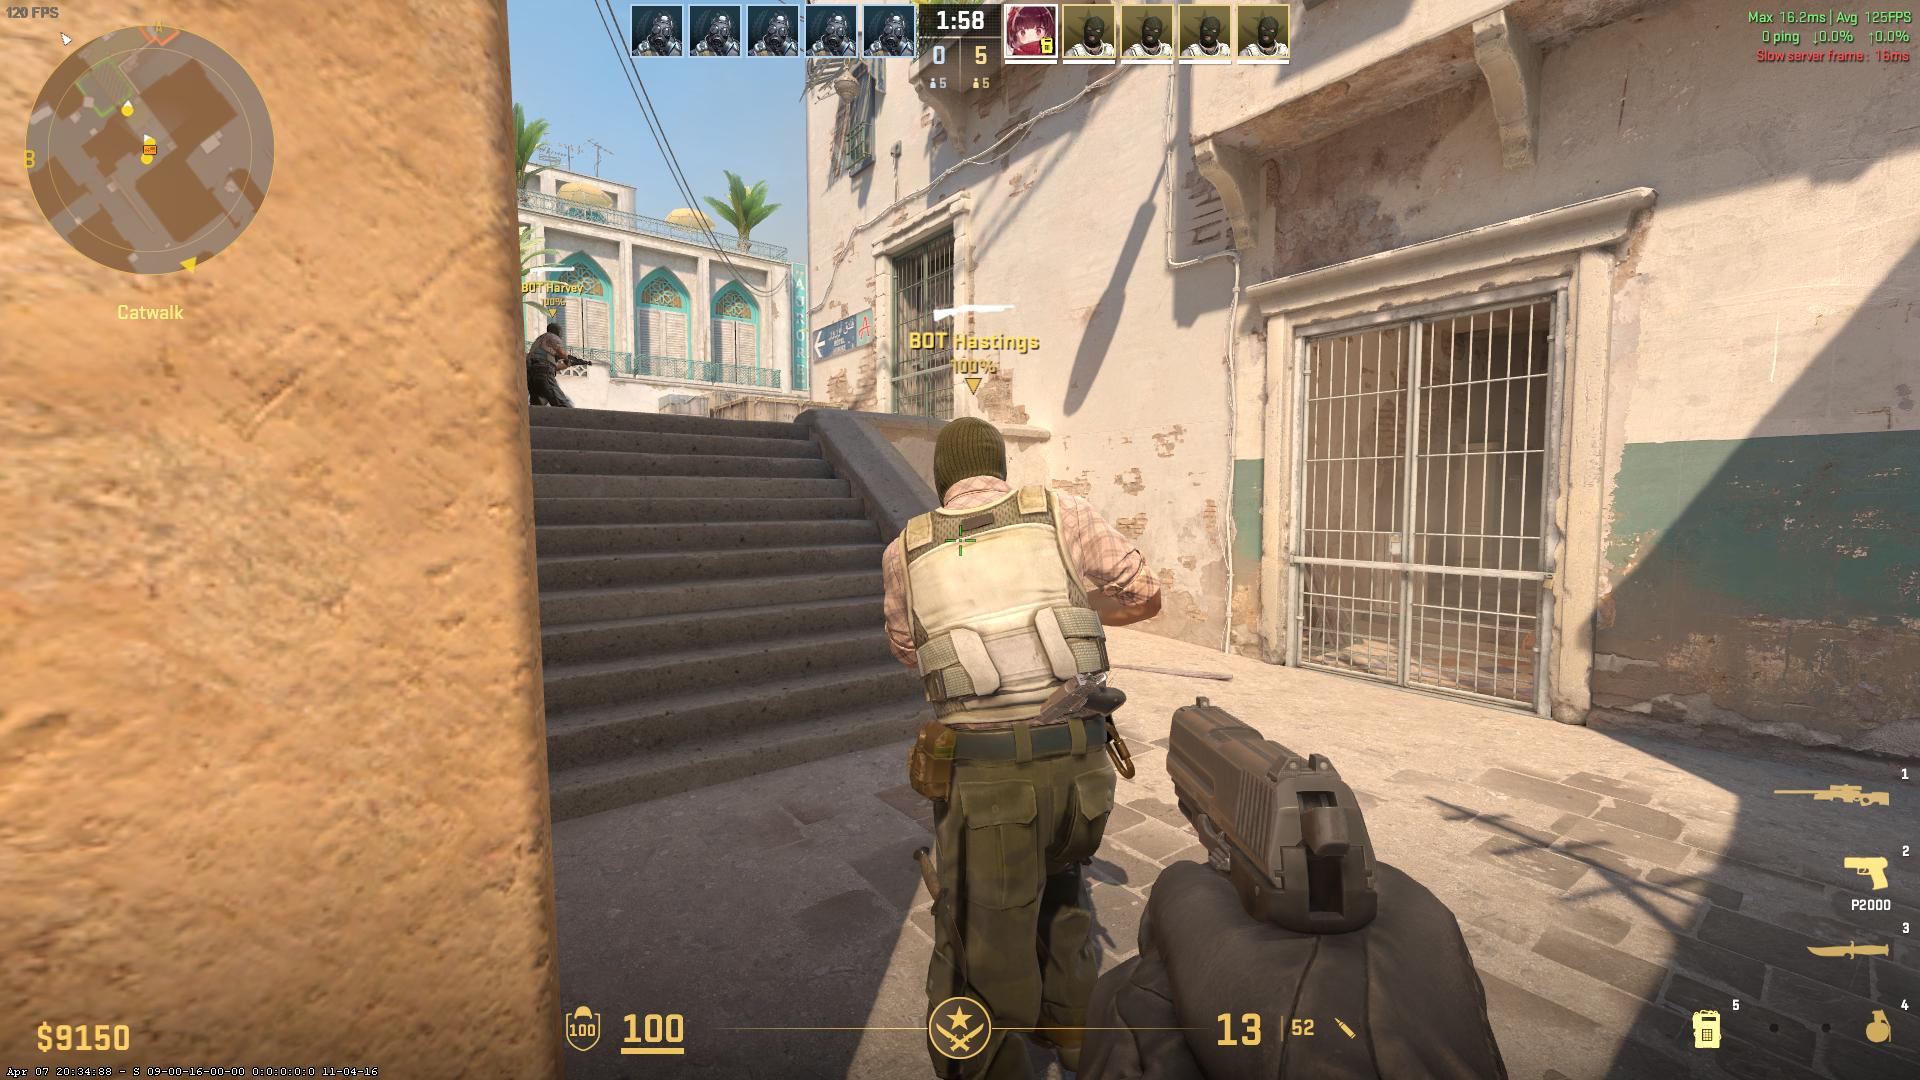 120 FPS
1:58
0 5
5 5
Max 16.2ms | Avg 125FPS
0 ping ↓0.0% ↑0.0%
Slow server frame: 16ms
A
B
Catwalk
BOT Harvey
100%
A
BOT Hastings
100%
1
2
P2000
3
4
5
$9150
100
100
13 | 52
Apr 07 20:34:88 - S 09-00-16-00-00 0:0:0:0:0 11-04-16